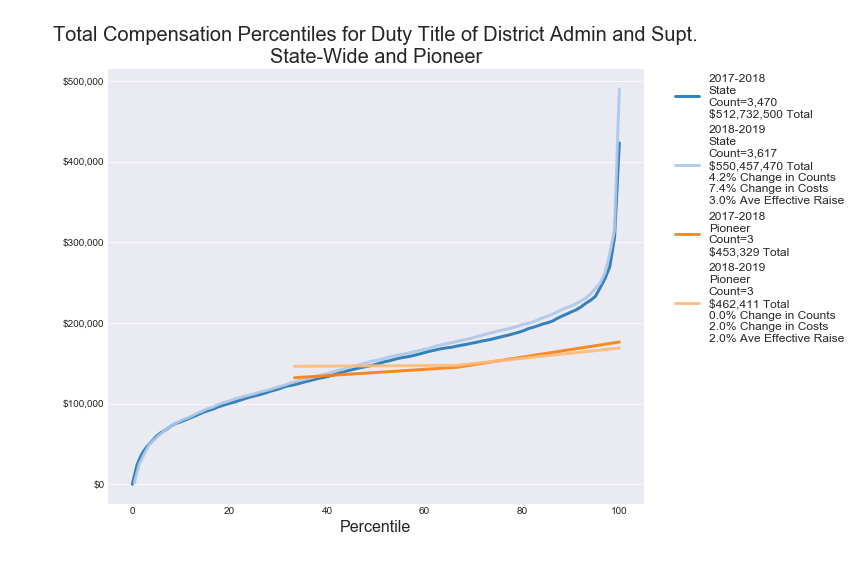 Total Compensation Percentiles for Duty Title of District Admin and Supt.
State-Wide and Pioneer
$500,000
$400,000
$300,000
$200,000
$100,000
$0
0
20
40
60
80
100
Percentile
2017-2018
State
Count=3,470
$512,732,500 Total
2018-2019
State
Count=3,617
$550,457,470 Total
4.2% Change in Counts
7.4% Change in Costs
3.0% Ave Effective Raise
2017-2018
Pioneer
Count=3
$453,329 Total
2018-2019
Pioneer
Count=3
$462,411 Total
0.0% Change in Counts
2.0% Change in Costs
2.0% Ave Effective Raise